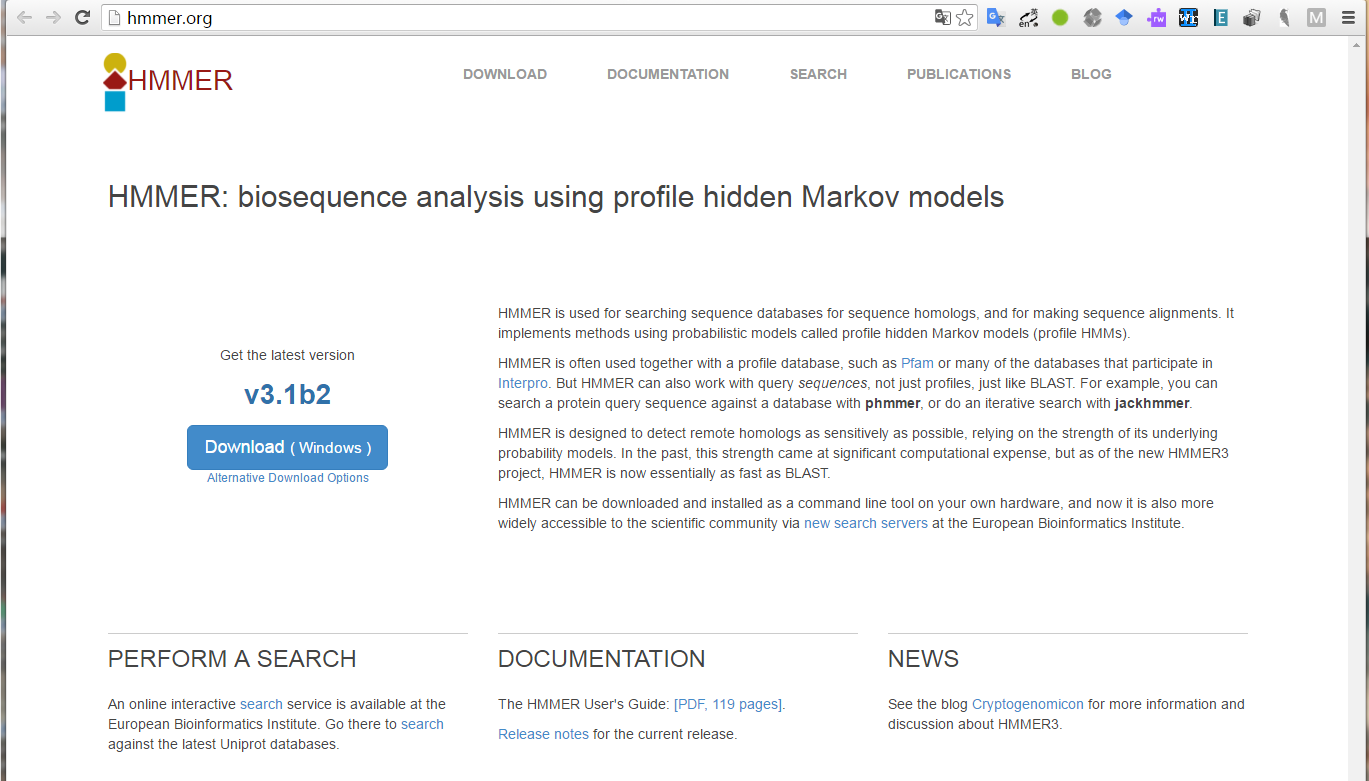 hmmer.org
HMMER
DOWNLOAD DOCUMENTATION SEARCH PUBLICATIONS BLOG
HMMER: biosequence analysis using profile hidden Markov models
Get the latest version
v3.1b2
Download ( Windows )
Alternative Download Options
HMMER is used for searching sequence databases for sequence homologs, and for making sequence alignments. It
implements methods using probabilistic models called profile hidden Markov models (profile HMMs).
HMMER is often used together with a profile database, such as Pfam or many of the databases that participate in
Interpro. But HMMER can also work with query sequences, not just profiles, just like BLAST. For example, you can
search a protein query sequence against a database with phmmer, or do an iterative search with jackhmmer.
HMMER is designed to detect remote homologs as sensitively as possible, relying on the strength of its underlying
probability models. In the past, this strength came at significant computational expense, but as of the new HMMER3
project, HMMER is now essentially as fast as BLAST.
HMMER can be downloaded and installed as a command line tool on your own hardware, and now it is also more
widely accessible to the scientific community via new search servers at the European Bioinformatics Institute.
PERFORM A SEARCH
An online interactive search service is available at the
European Bioinformatics Institute. Go there to search
against the latest Uniprot databases.
DOCUMENTATION
The HMMER User's Guide: [PDF, 119 pages].
Release notes for the current release.
NEWS
See the blog Cryptogenomicon for more information and
discussion about HMMER3.